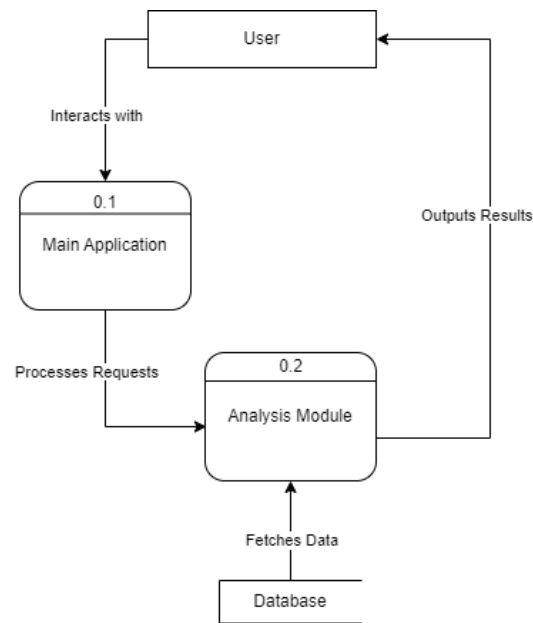 User
Interacts with
0.1
Main Application
Outputs Results
Processes Requests
0.2
Analysis Module
Fetches Data
Database